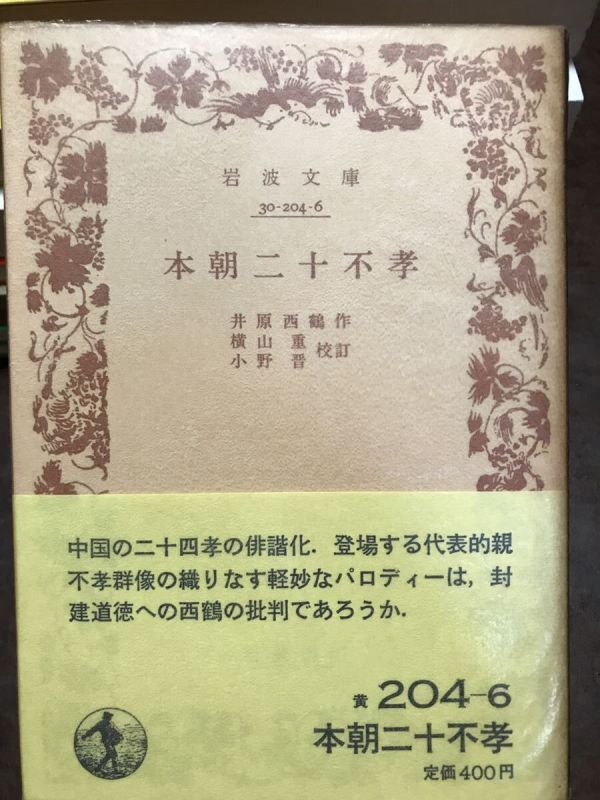 岩波文庫
30-204-6
本朝二十不孝
井原西鶴作
横山重
小野晋 校訂
中国の二十四孝の俳諧化．登場する代表的親
不孝群像の織りなす軽妙なパロディーは，封
建道徳への西鶴の批判であろうか．
黄 204-6
本朝二十不孝
定価400円